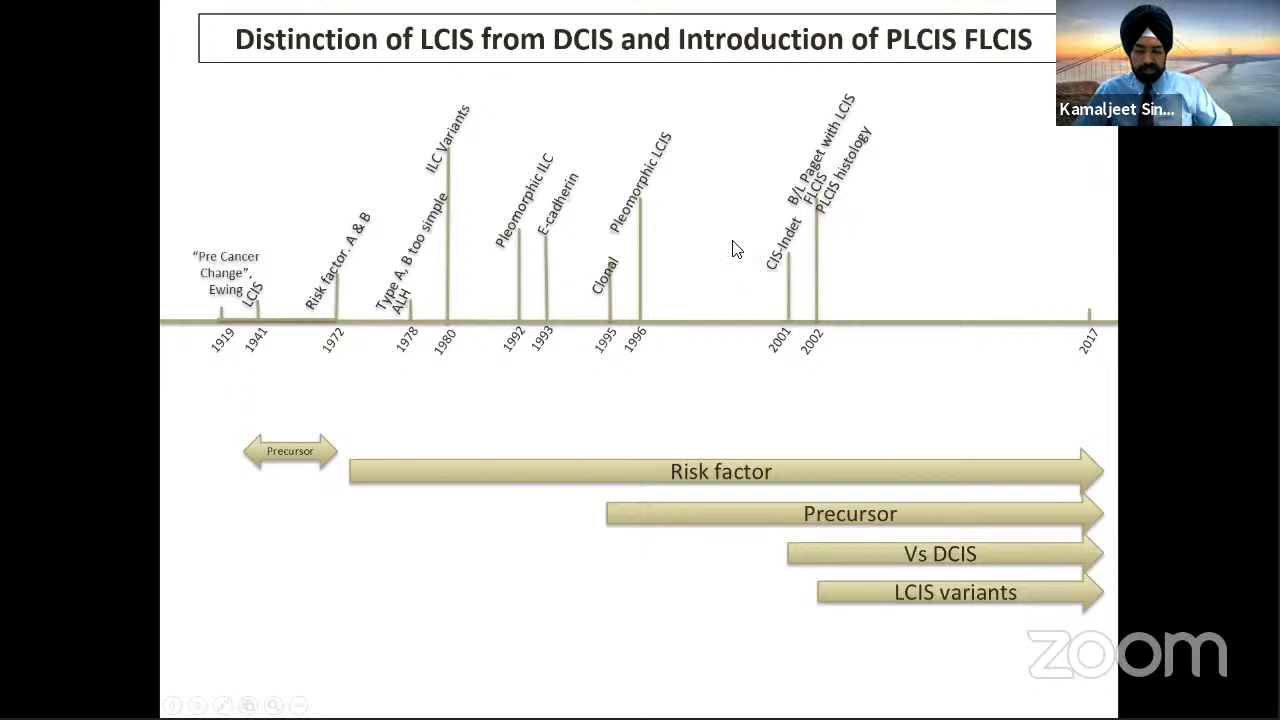 Distinction of LCIS from DCIS and Introduction of PLCIS FLCIS
Kamaljeet Sin...
“Pre Cancer
Change”,
Ewing
LCIS
Risk factor. A & B
Type A, B too simple
ALH
ILC Variants
Pleomorphic ILC
E-cadherin
Clonal
Pleomorphic LCIS
CIS-Indet
B/L Paget with LCIS
FLCIS
PLCIS histology
1919
1941
1972
1978
1980
1992
1993
1995
1996
2001
2002
2017
Precursor
Risk factor
Precursor
Vs DCIS
LCIS variants
zoom